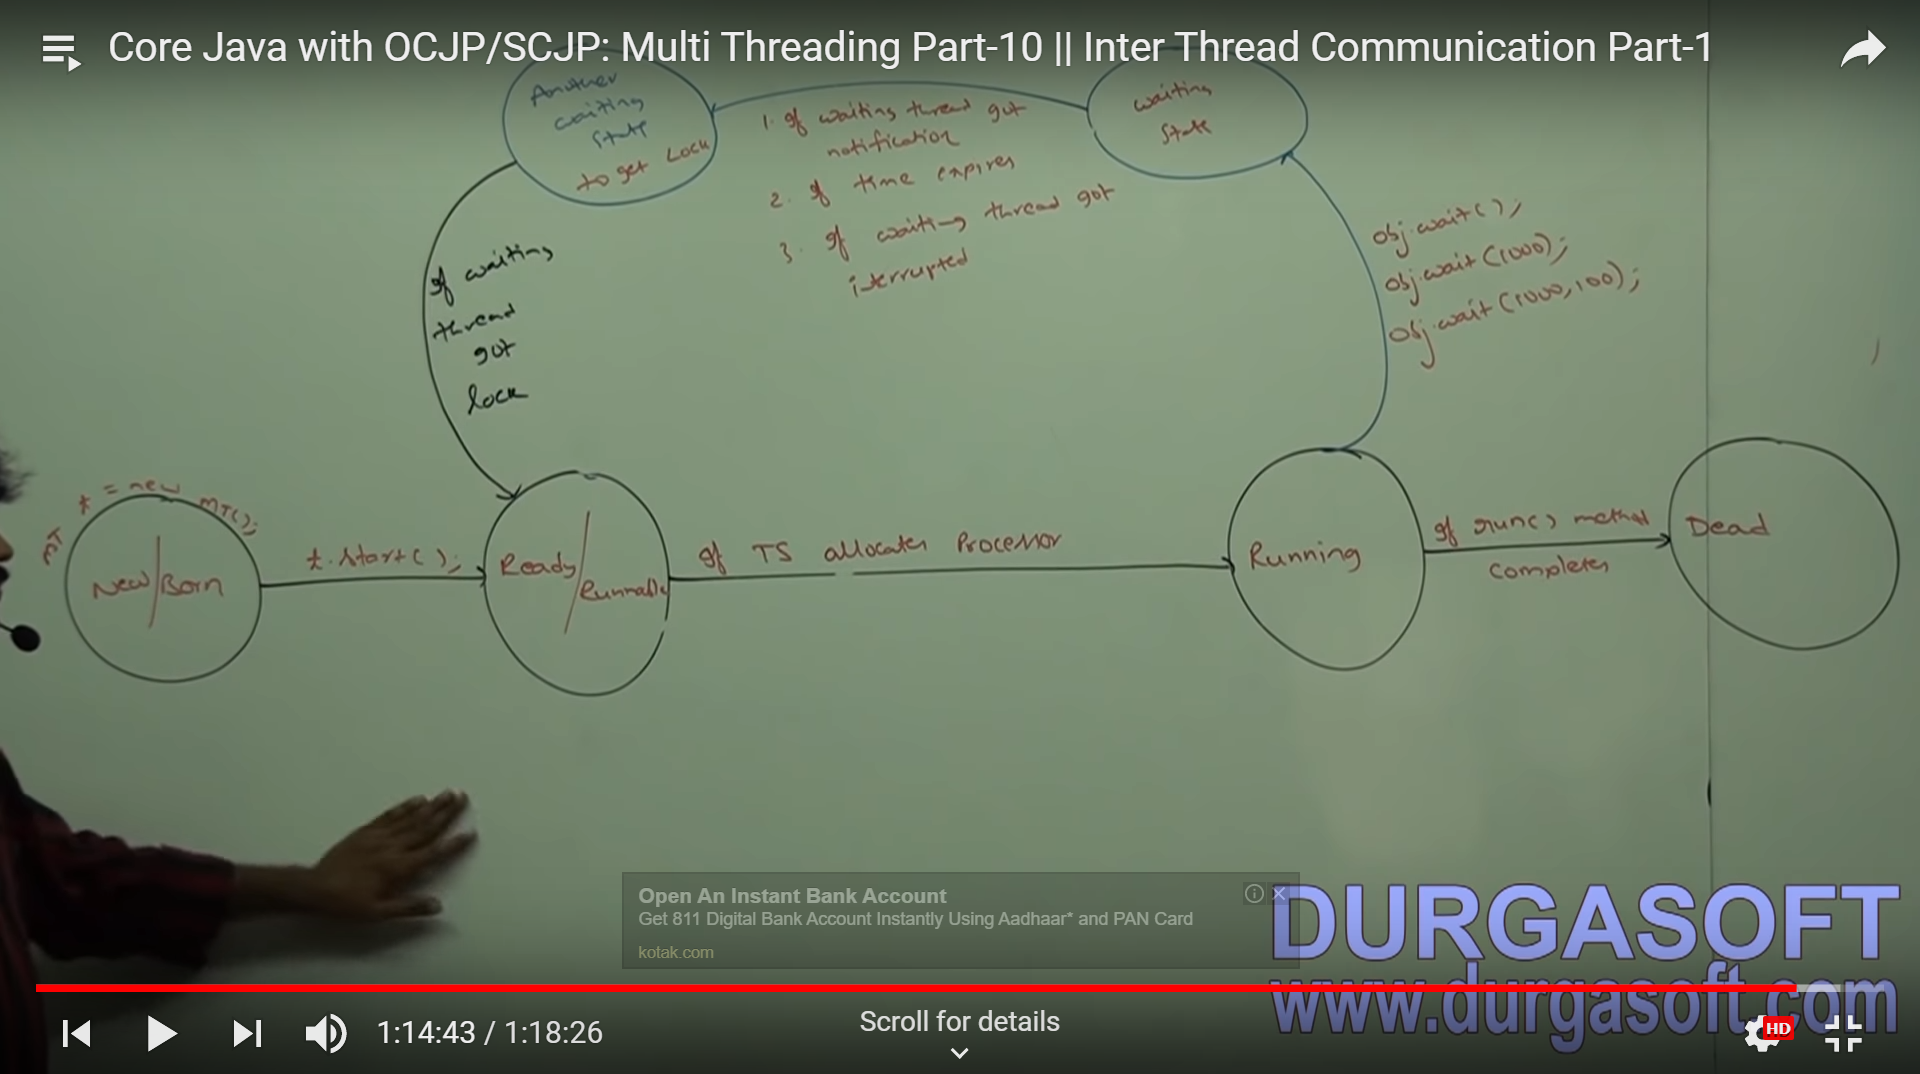 Core Java with OCJP/SCJP: Multi Threading Part-10 || Inter Thread Communication Part-1
Another
waiting
State
to get Lock
1. If waiting thread got
notification
2. If time expires
3. If waiting thread got
interrupted
waiting
State
obj.wait();
obj.wait(1000);
obj.wait(1000,100);
If waiting
thread
got
lock
MT t = new MT();
New/Born
t.start();
Ready/
Runnable
If TS allocates Processor
Running
If run() method
completes
Dead
Open An Instant Bank Account
Get 811 Digital Bank Account Instantly Using Aadhaar* and PAN Card
kotak.com
DURGASOFT
www.durgasoft.com
1:14:43 / 1:18:26
Scroll for details
HD